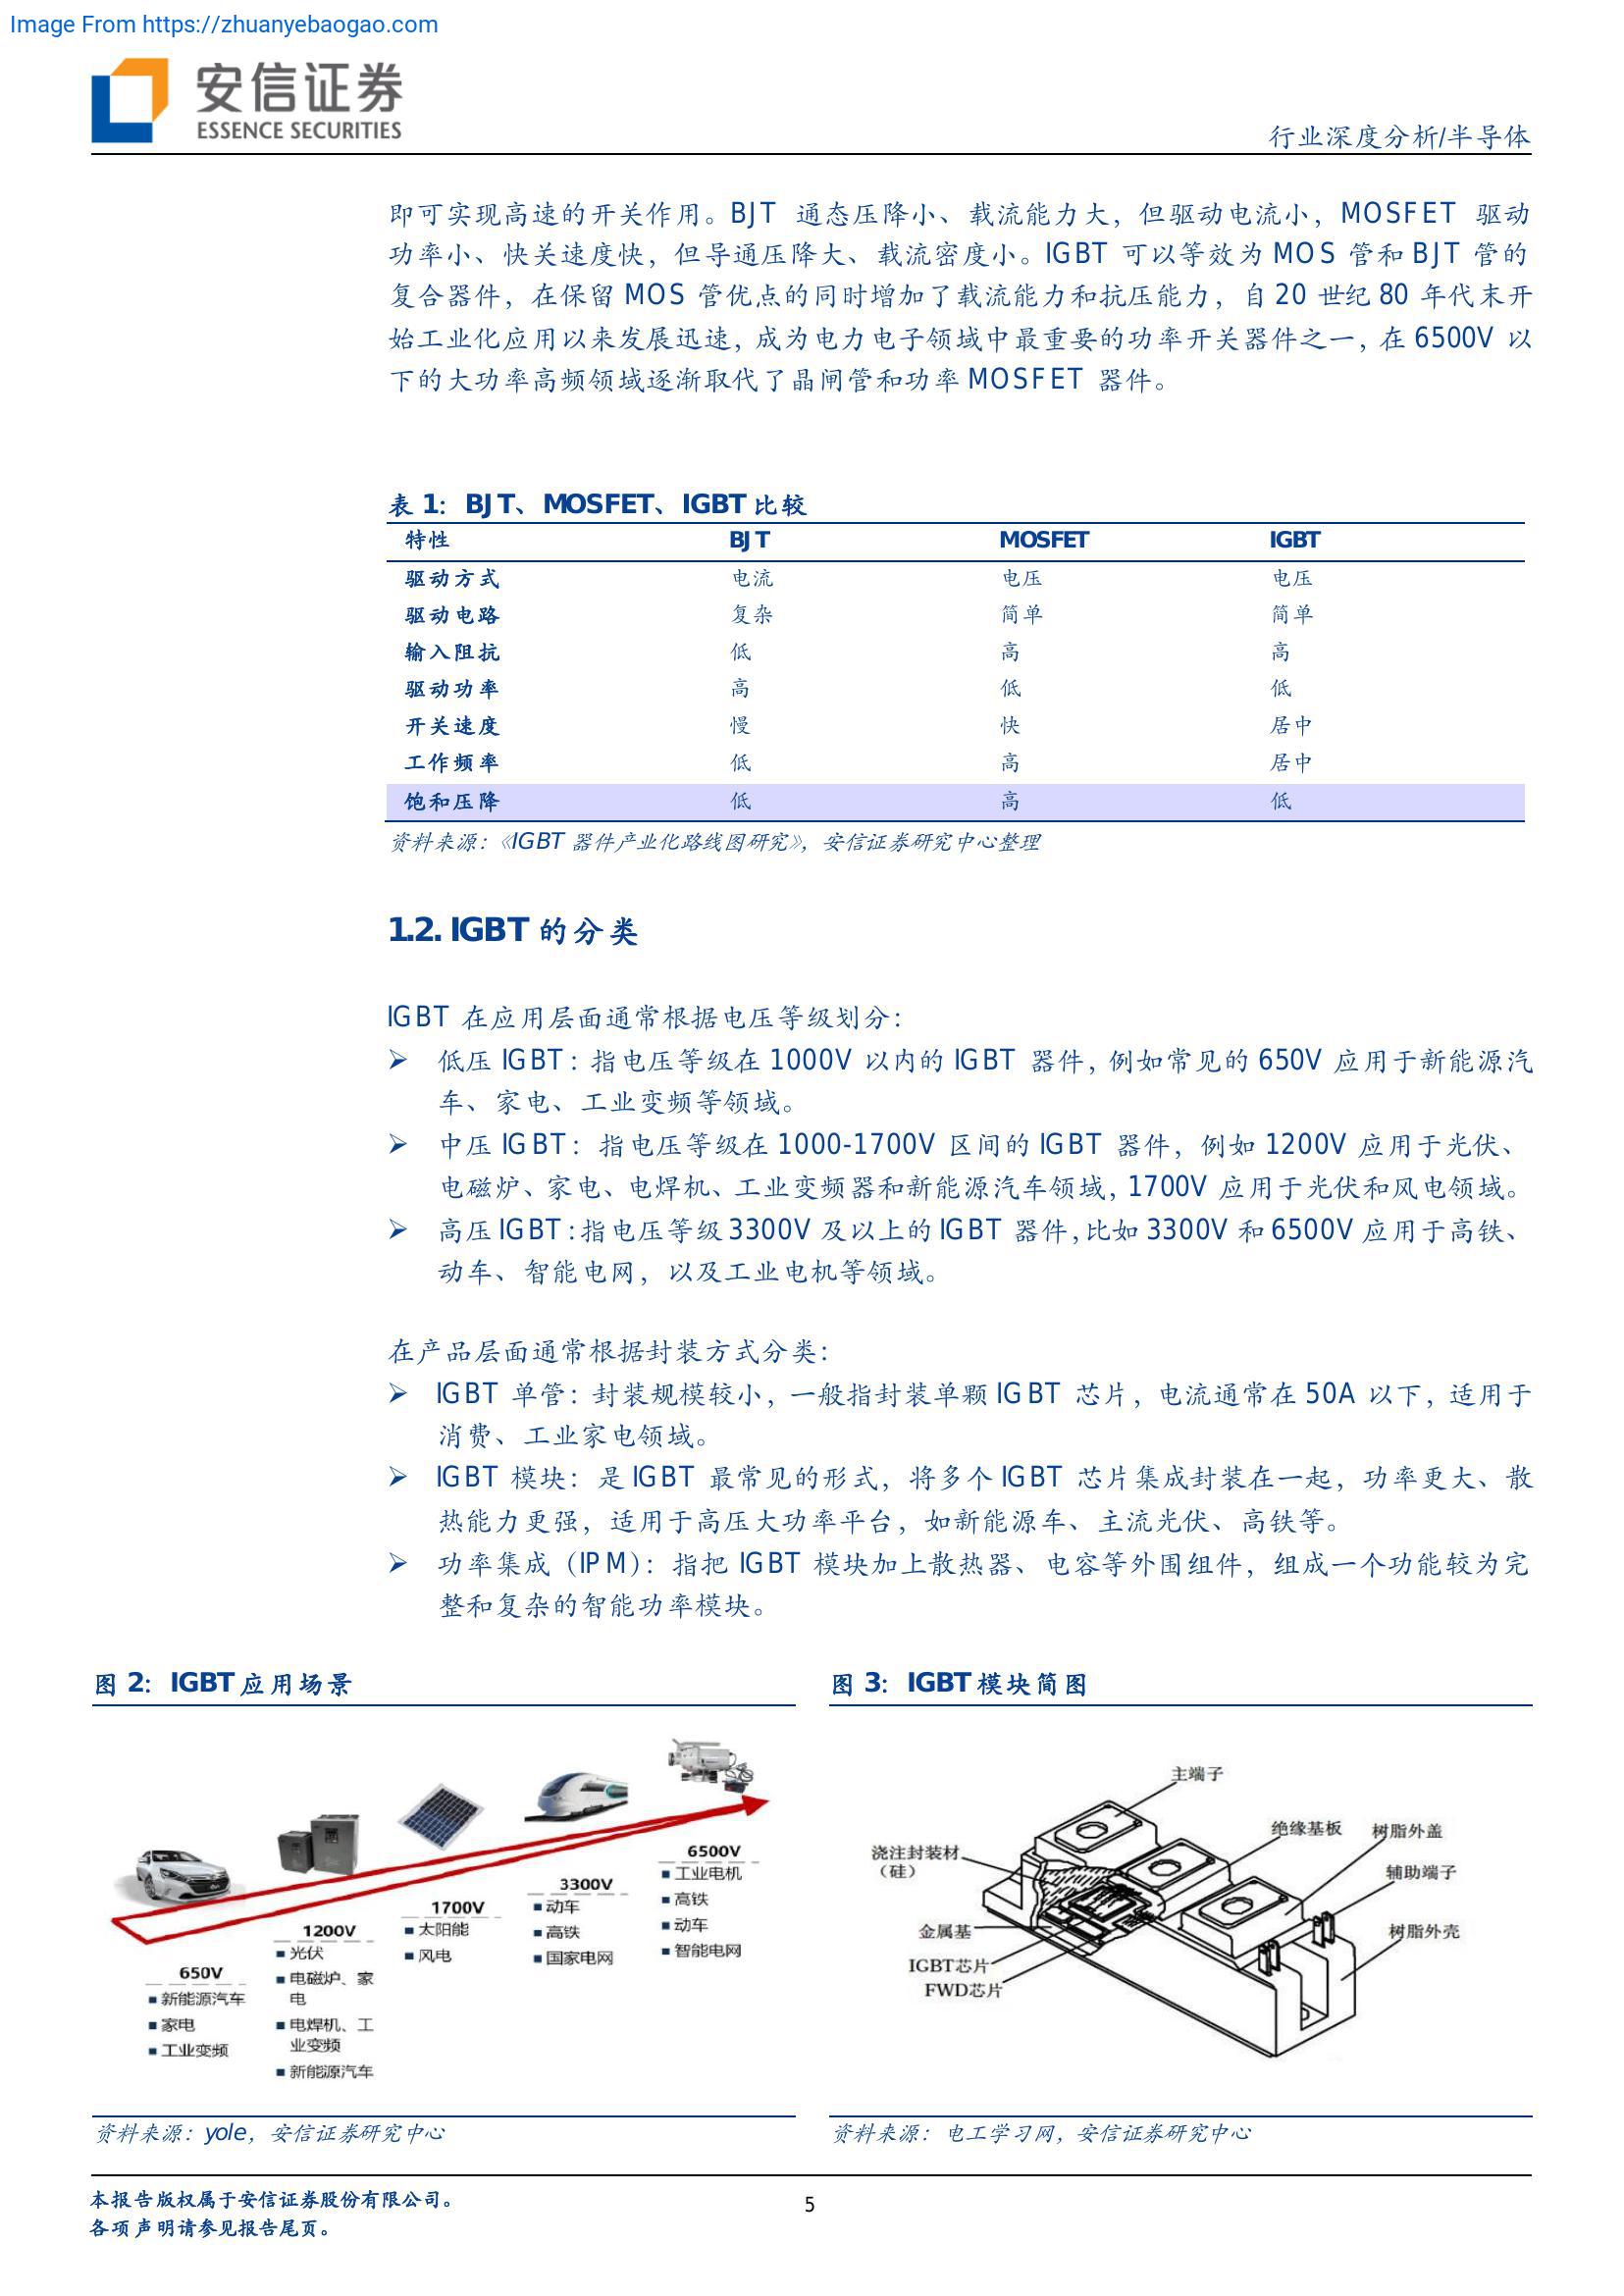 Image From https://zhuanyebaogao.com
安信证券
ESSENCE SECURITIES
行业深度分析/半导体
即可实现高速的开关作用。BJT 通态压降小、载流能力大，但驱动电流小，MOSFET 驱动
功率小、快关速度快，但导通压降大、载流密度小。IGBT 可以等效为 MOS 管和 BJT 管的
复合器件，在保留 MOS 管优点的同时增加了载流能力和抗压能力，自 20 世纪 80 年代末开
始工业化应用以来发展迅速，成为电力电子领域中最重要的功率开关器件之一，在 6500V 以
下的大功率高频领域逐渐取代了晶闸管和功率 MOSFET 器件。
表 1：BJT、MOSFET、IGBT 比较
特性 BJT MOSFET IGBT
驱动方式 电流 电压 电压
驱动电路 复杂 简单 简单
输入阻抗 低 高 高
驱动功率 高 低 低
开关速度 慢 快 居中
工作频率 低 高 居中
饱和压降 低 高 低
资料来源：《IGBT 器件产业化路线图研究》，安信证券研究中心整理
1.2. IGBT 的分类
IGBT 在应用层面通常根据电压等级划分：
➢ 低压 IGBT：指电压等级在 1000V 以内的 IGBT 器件，例如常见的 650V 应用于新能源汽
车、家电、工业变频等领域。
➢ 中压 IGBT：指电压等级在 1000-1700V 区间的 IGBT 器件，例如 1200V 应用于光伏、
电磁炉、家电、电焊机、工业变频器和新能源汽车领域，1700V 应用于光伏和风电领域。
➢ 高压 IGBT：指电压等级 3300V 及以上的 IGBT 器件，比如 3300V 和 6500V 应用于高铁、
动车、智能电网，以及工业电机等领域。
在产品层面通常根据封装方式分类：
➢ IGBT 单管：封装规模较小，一般指封装单颗 IGBT 芯片，电流通常在 50A 以下，适用于
消费、工业家电领域。
➢ IGBT 模块：是 IGBT 最常见的形式，将多个 IGBT 芯片集成封装在一起，功率更大、散
热能力更强，适用于高压大功率平台，如新能源车、主流光伏、高铁等。
➢ 功率集成（IPM）：指把 IGBT 模块加上散热器、电容等外围组件，组成一个功能较为完
整和复杂的智能功率模块。
图 2：IGBT 应用场景
650V
■ 新能源汽车
■ 家电
■ 工业变频
1200V
■ 光伏
■ 电磁炉、家
电
■ 电焊机、工
业变频
■ 新能源汽车
1700V
■ 太阳能
■ 风电
3300V
■ 动车
■ 高铁
■ 国家电网
6500V
■ 工业电机
■ 高铁
■ 动车
■ 智能电网
资料来源：yole，安信证券研究中心
图 3：IGBT 模块简图
主端子
绝缘基板
树脂外盖
浇注封装材
（硅）
辅助端子
金属基
树脂外壳
IGBT芯片
FWD芯片
资料来源：电工学习网，安信证券研究中心
本报告版权属于安信证券股份有限公司。
各项声明请参见报告尾页。
5